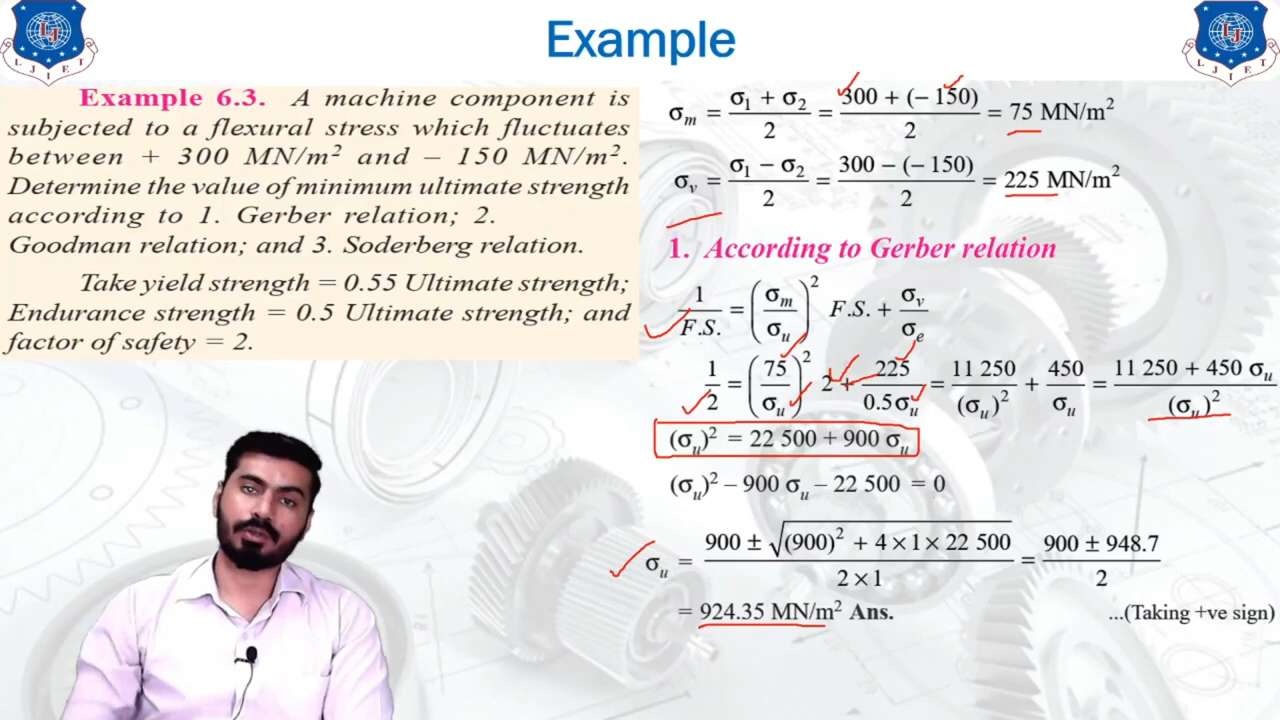 Example
LJIET
LJIET
Example 6.3. A machine component is
subjected to a flexural stress which fluctuates
between + 300 MN/m² and – 150 MN/m².
Determine the value of minimum ultimate strength
according to 1. Gerber relation; 2.
Goodman relation; and 3. Soderberg relation.
Take yield strength = 0.55 Ultimate strength;
Endurance strength = 0.5 Ultimate strength; and
factor of safety = 2.
σm = (σ1 + σ2)/2 = (300 + (– 150))/2 = 75 MN/m²
σv = (σ1 – σ2)/2 = (300 – (– 150))/2 = 225 MN/m²
1. According to Gerber relation
1/F.S. = (σm/σu)² F.S. + σv/σe
1/2 = (75/σu)² 2 + 225/0.5σu = 11 250/(σu)² + 450/σu = (11 250 + 450 σu)/(σu)²
(σu)² = 22 500 + 900 σu
(σu)² – 900 σu – 22 500 = 0
σu = (900 ± √((900)² + 4 × 1 × 22 500))/(2 × 1) = (900 ± 948.7)/2
= 924.35 MN/m² Ans. ...(Taking +ve sign)